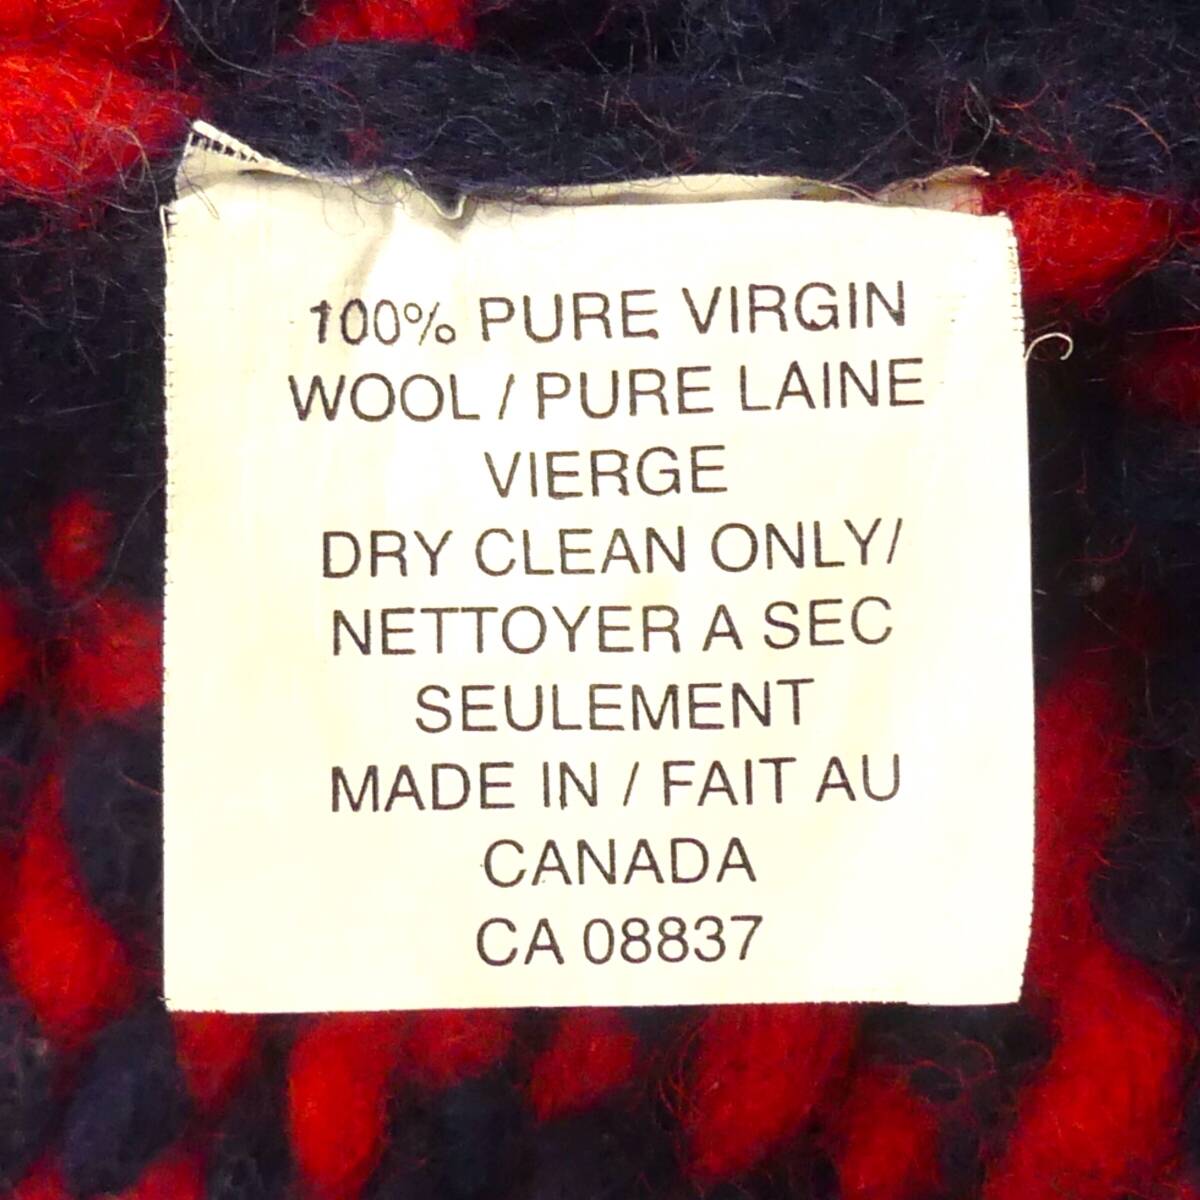 100% PURE VIRGIN
WOOL / PURE LAINE
VIERGE
DRY CLEAN ONLY/
NETTOYER A SEC
SEULEMENT
MADE IN / FAIT AU
CANADA
CA 08837